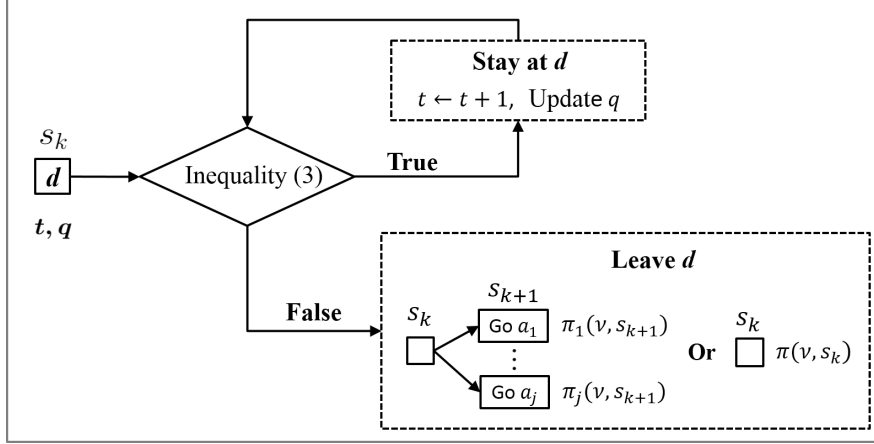 Stay at d
t ← t + 1, Update q
s_k
d
t, q
Inequality (3)
True
False
Leave d
s_k
s_{k+1}
Go a_1 π_1(ν, s_{k+1})
⋮
Go a_j π_j(ν, s_{k+1})
Or
s_k
π(ν, s_k)